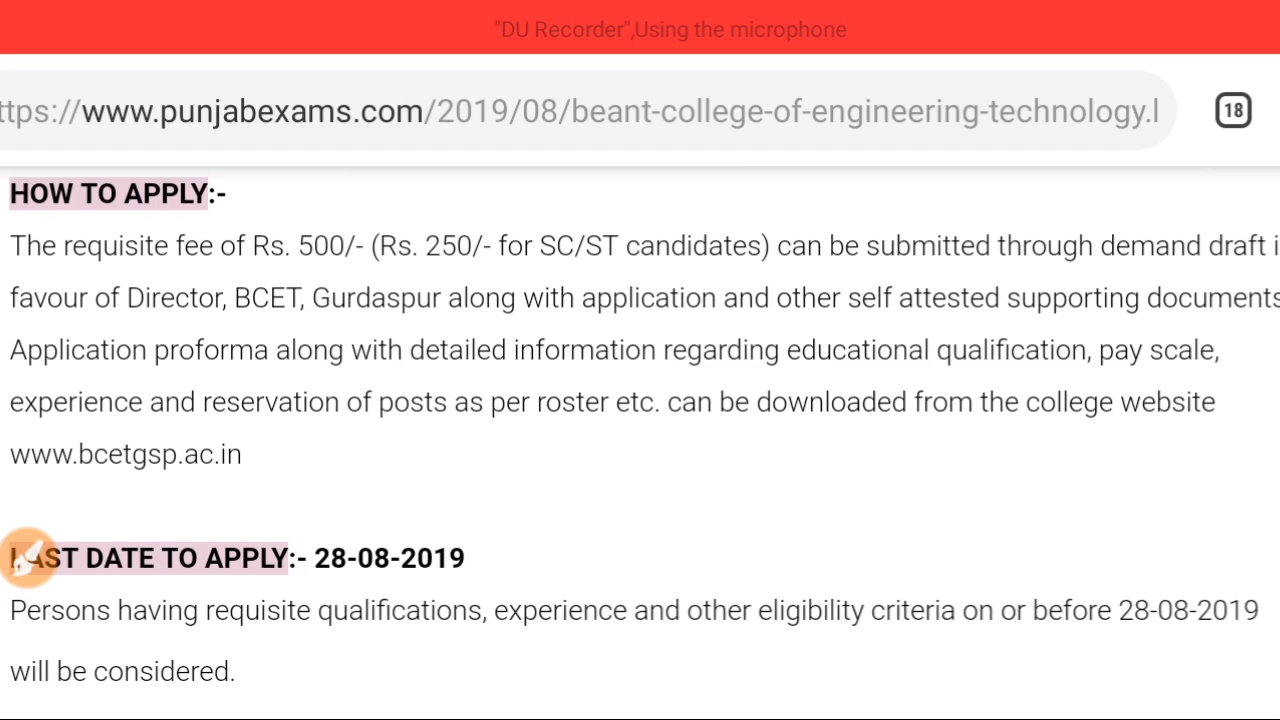 "DU Recorder",Using the microphone
ttps://www.punjabexams.com/2019/08/beant-college-of-engineering-technology.l
18
HOW TO APPLY:-
The requisite fee of Rs. 500/- (Rs. 250/- for SC/ST candidates) can be submitted through demand draft i
favour of Director, BCET, Gurdaspur along with application and other self attested supporting documents
Application proforma along with detailed information regarding educational qualification, pay scale,
experience and reservation of posts as per roster etc. can be downloaded from the college website
www.bcetgsp.ac.in
LAST DATE TO APPLY:- 28-08-2019
Persons having requisite qualifications, experience and other eligibility criteria on or before 28-08-2019
will be considered.